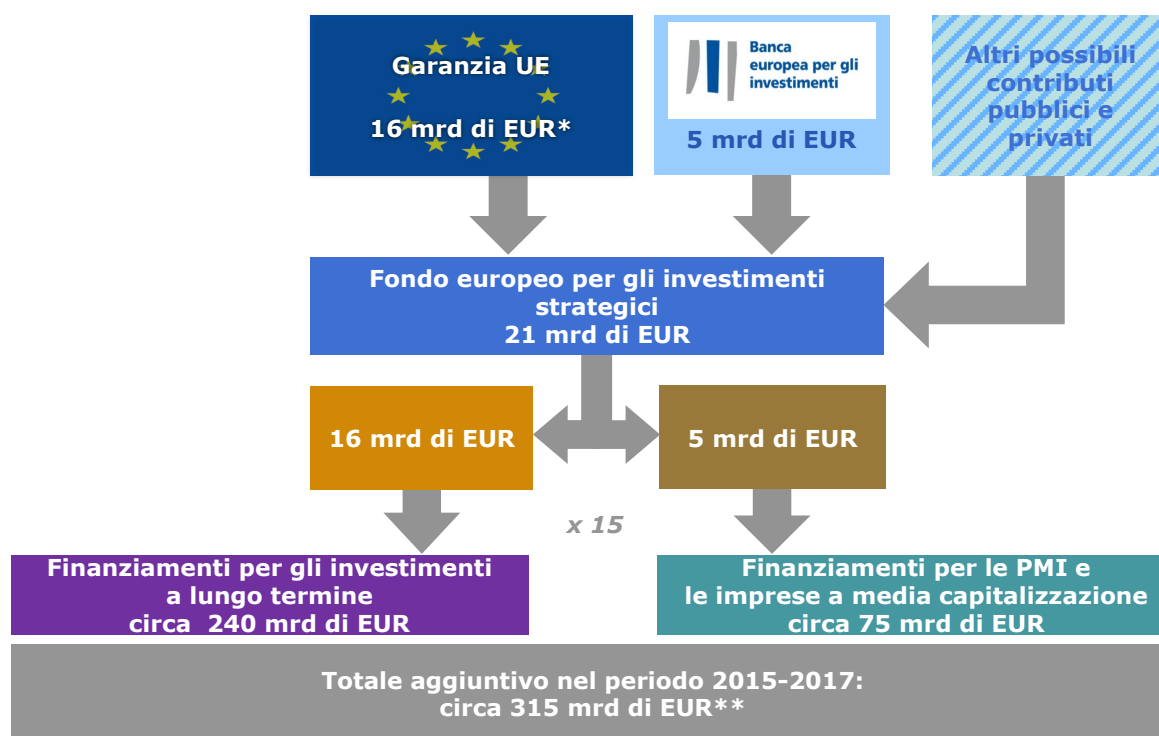 Garanzia UE
16 mrd di EUR*
Banca
europea per gli
investimenti
5 mrd di EUR
Altri possibili
contributi
pubblici e
privati
Fondo europeo per gli investimenti
strategici
21 mrd di EUR
16 mrd di EUR
5 mrd di EUR
x 15
Finanziamenti per gli investimenti
a lungo termine
circa 240 mrd di EUR
Finanziamenti per le PMI e
le imprese a media capitalizzazione
circa 75 mrd di EUR
Totale aggiuntivo nel periodo 2015-2017:
circa 315 mrd di EUR**